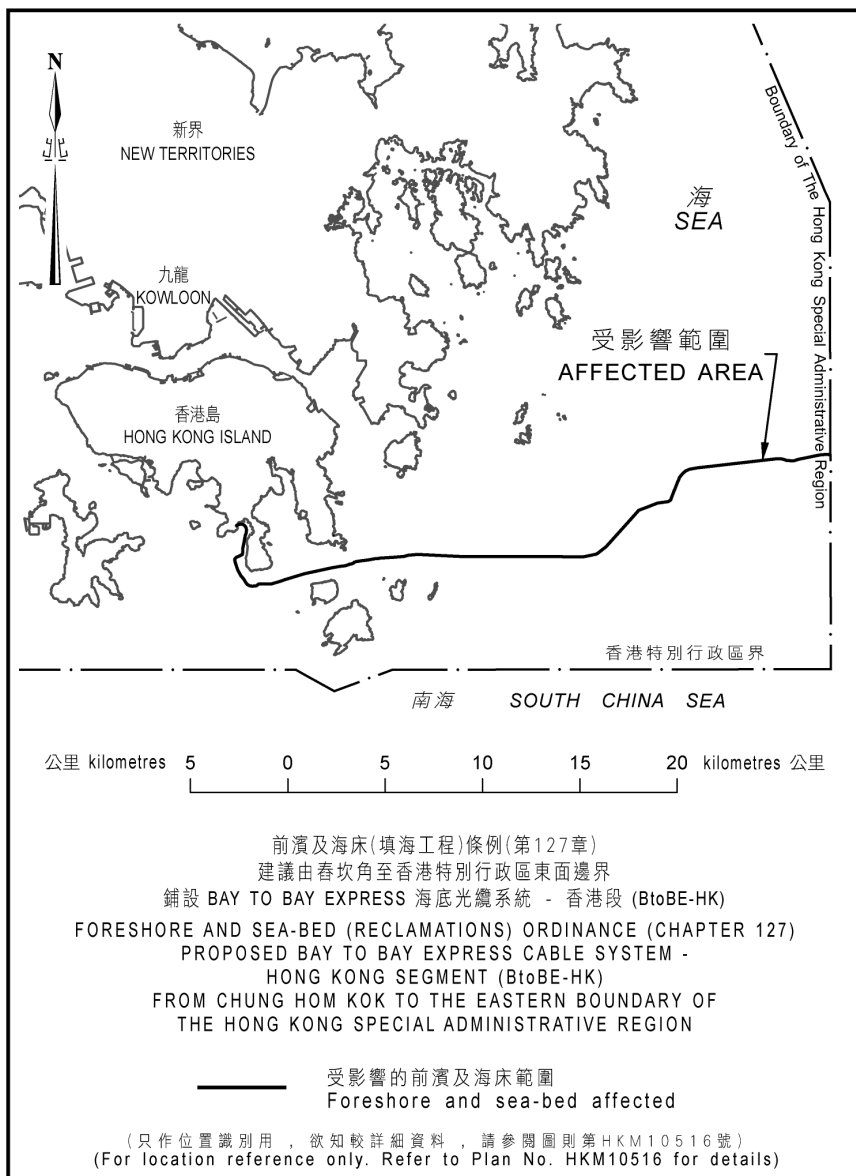 N
新界
NEW TERRITORIES
海
SEA
Boundary of The Hong Kong Special Administrative Region
九龍
KOWLOON
受影響範圍
AFFECTED AREA
香港島
HONG KONG ISLAND
香港特別行政區界
南海 SOUTH CHINA SEA
公里 kilometres 5 0 5 10 15 20 kilometres 公里
前濱及海床(填海工程)條例(第127章)
建議由舂坎角至香港特別行政區東面邊界
鋪設 BAY TO BAY EXPRESS 海底光纜系統 - 香港段 (BtoBE-HK)
FORESHORE AND SEA-BED (RECLAMATIONS) ORDINANCE (CHAPTER 127)
PROPOSED BAY TO BAY EXPRESS CABLE SYSTEM -
HONG KONG SEGMENT (BtoBE-HK)
FROM CHUNG HOM KOK TO THE EASTERN BOUNDARY OF
THE HONG KONG SPECIAL ADMINISTRATIVE REGION
受影響的前濱及海床範圍
Foreshore and sea-bed affected
(只作位置識別用 , 欲知較詳細資料 , 請參閱圖則第HKM10516號)
(For location reference only. Refer to Plan No. HKM10516 for details)